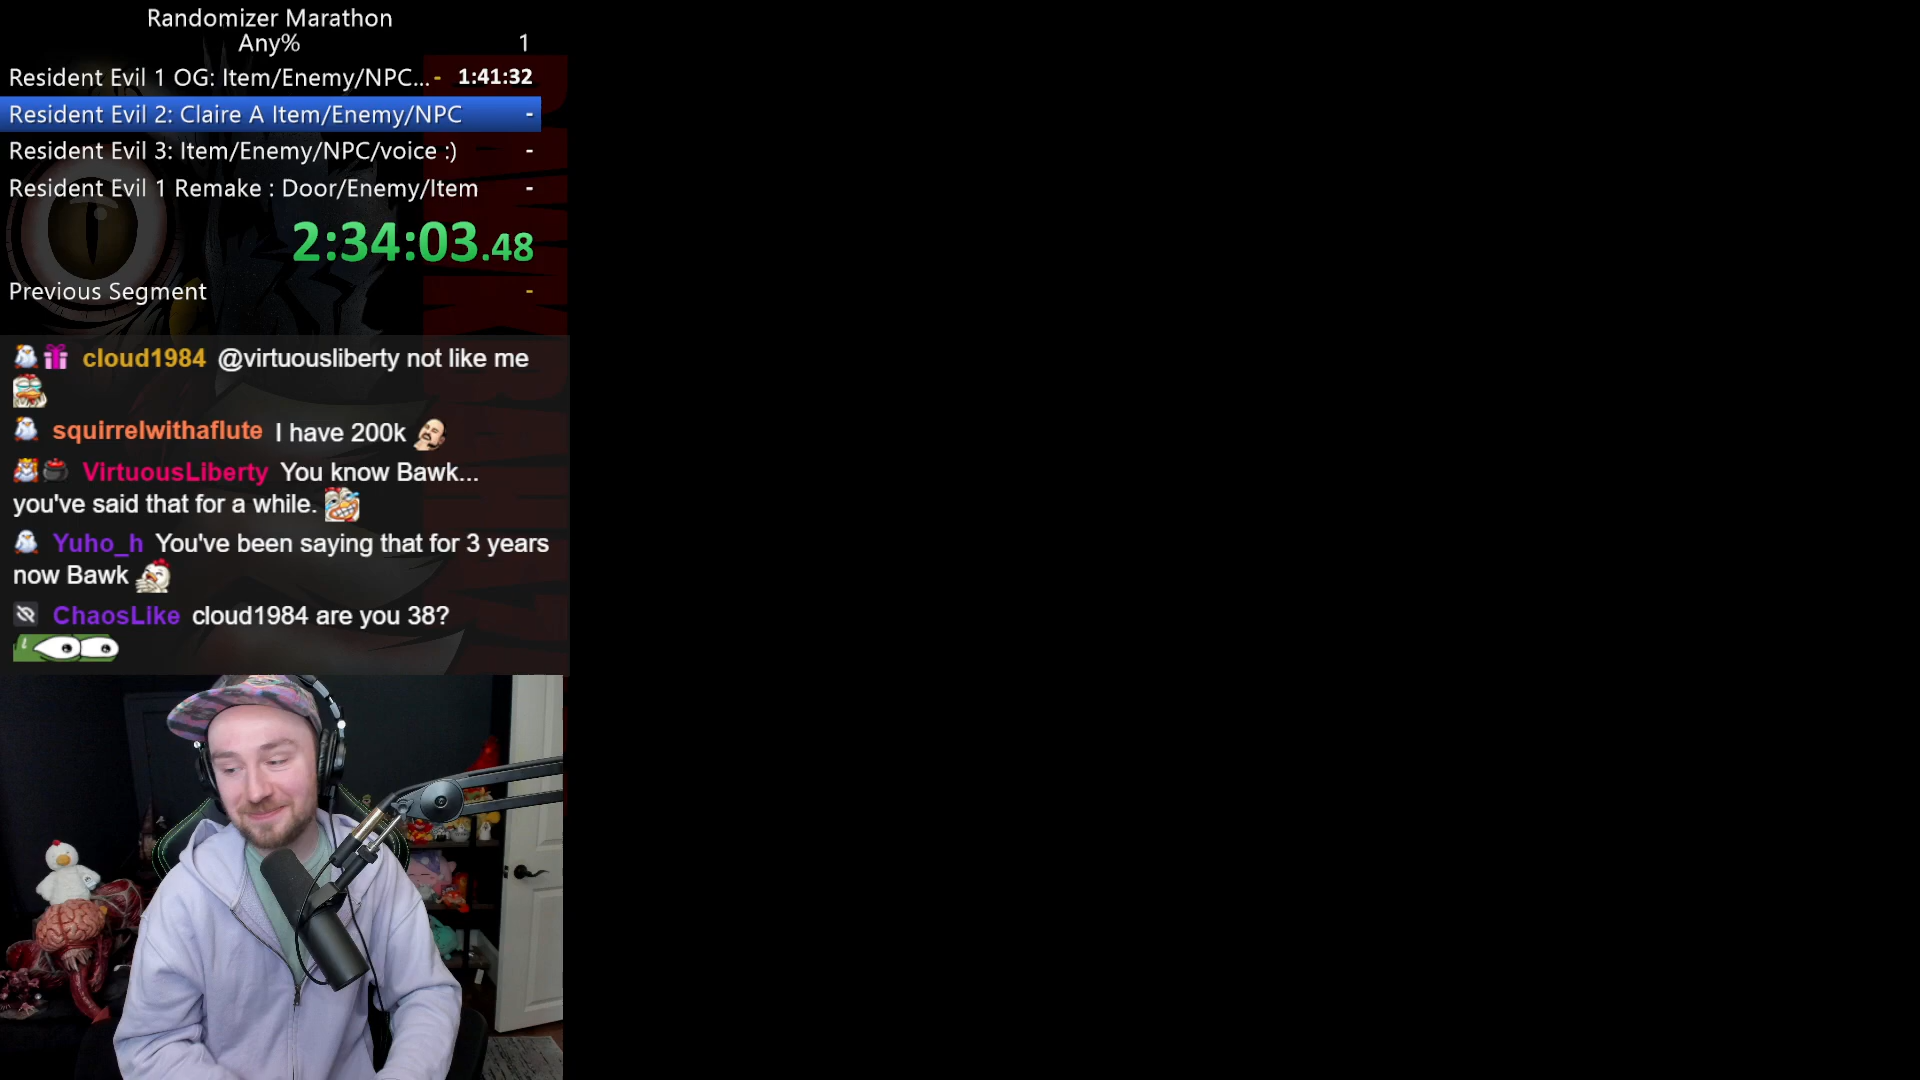 Randomizer Marathon
Any% 1
Resident Evil 1 OG: Item/Enemy/NPC... - 1:41:32
Resident Evil 2: Claire A Item/Enemy/NPC -
Resident Evil 3: Item/Enemy/NPC/voice :) -
Resident Evil 1 Remake : Door/Enemy/Item -
2:34:03.48
Previous Segment -
cloud1984 @virtuousliberty not like me
squirrelwithaflute I have 200k
VirtuousLiberty You know Bawk...
you've said that for a while.
Yuho_h You've been saying that for 3 years
now Bawk
ChaosLike cloud1984 are you 38?